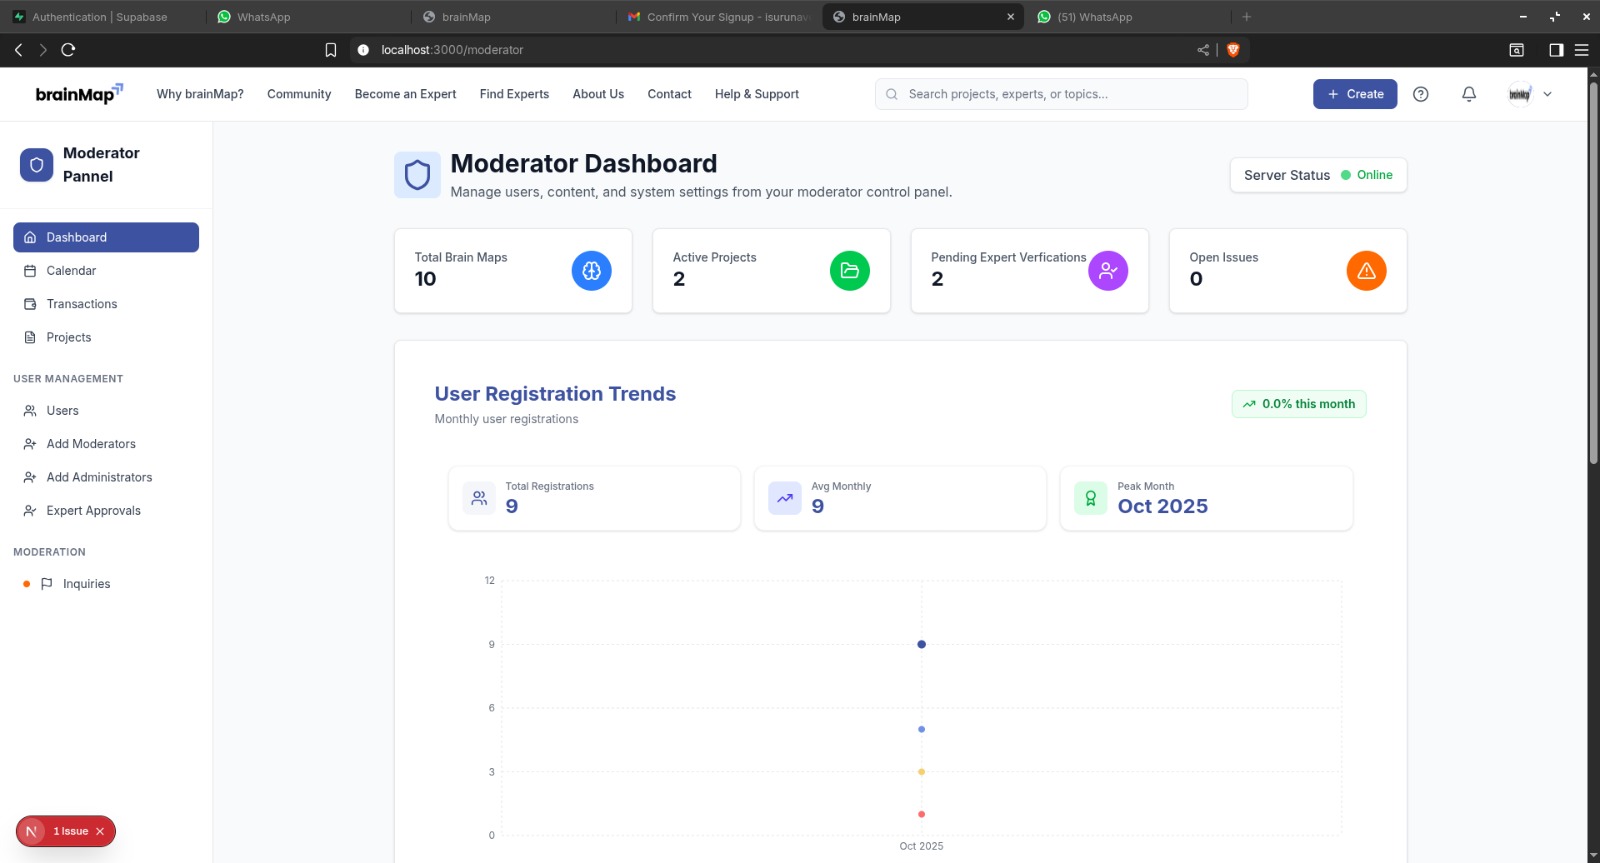 Authentication | Supabase
WhatsApp
brainMap
Confirm Your Signup - isurunav
brainMap
(51) WhatsApp
localhost:3000/moderator
brainMap
Why brainMap?
Community
Become an Expert
Find Experts
About Us
Contact
Help & Support
Search projects, experts, or topics...
+ Create
brainMap
Moderator
Pannel
Dashboard
Calendar
Transactions
Projects
USER MANAGEMENT
Users
Add Moderators
Add Administrators
Expert Approvals
MODERATION
Inquiries
N 1 Issue
Moderator Dashboard
Manage users, content, and system settings from your moderator control panel.
Server Status Online
Total Brain Maps
10
Active Projects
2
Pending Expert Verfications
2
Open Issues
0
User Registration Trends
Monthly user registrations
0.0% this month
Total Registrations
9
Avg Monthly
9
Peak Month
Oct 2025
12
9
6
3
0
Oct 2025